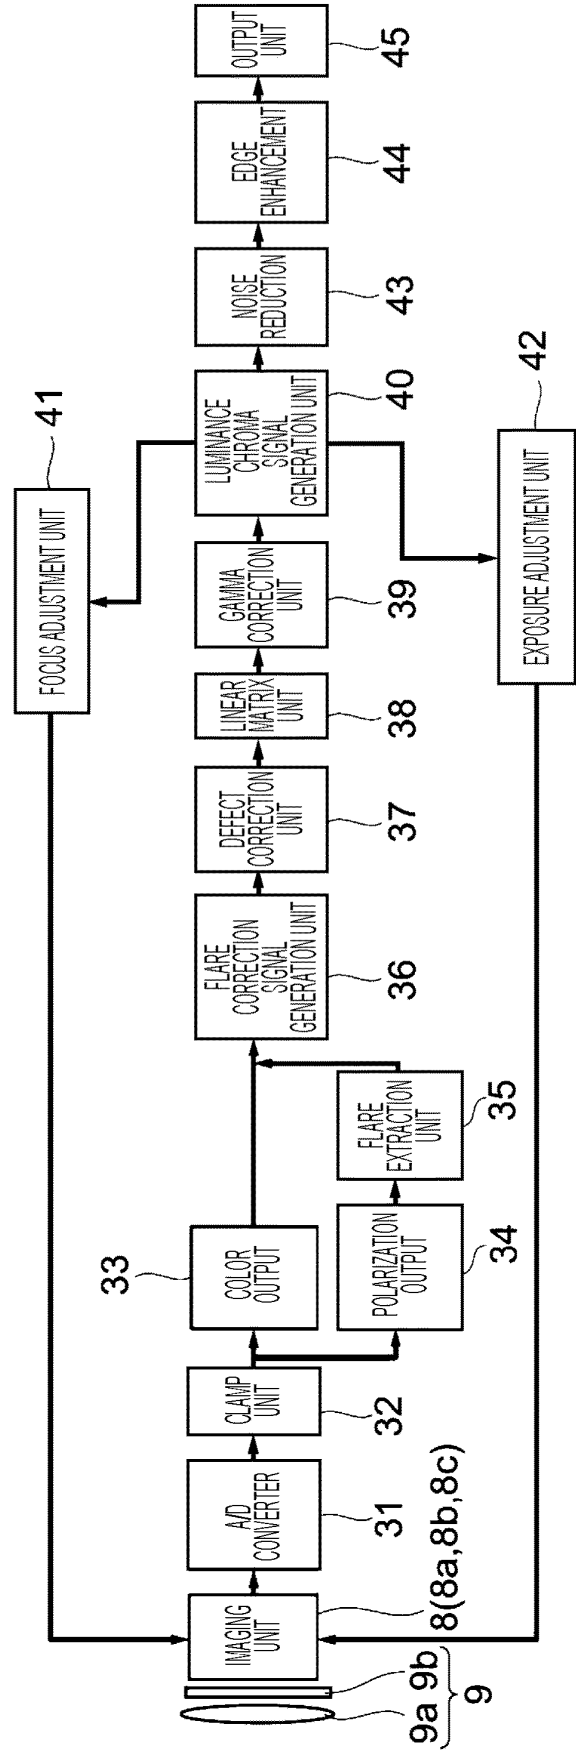 41
FOCUS ADJUSTMENT UNIT
33
9a
9b
9
IMAGING
UNIT
8(8a,8b,8c)
A/D
CONVERTER
31
CLAMP
UNIT
32
COLOR
OUTPUT
POLARIZATION
OUTPUT
34
FLARE
EXTRACTION
UNIT
35
FLARE
CORRECTION
SIGNAL
GENERATION UNIT
36
DEFECT
CORRECTION
UNIT
37
LINEAR
MATRIX
UNIT
38
GAMMA
CORRECTION
UNIT
39
LUMINANCE
CHROMA
SIGNAL
GENERATION UNIT
40
NOISE
REDUCTION
43
EDGE
ENHANCEMENT
44
OUTPUT
UNIT
45
EXPOSURE ADJUSTMENT UNIT
42